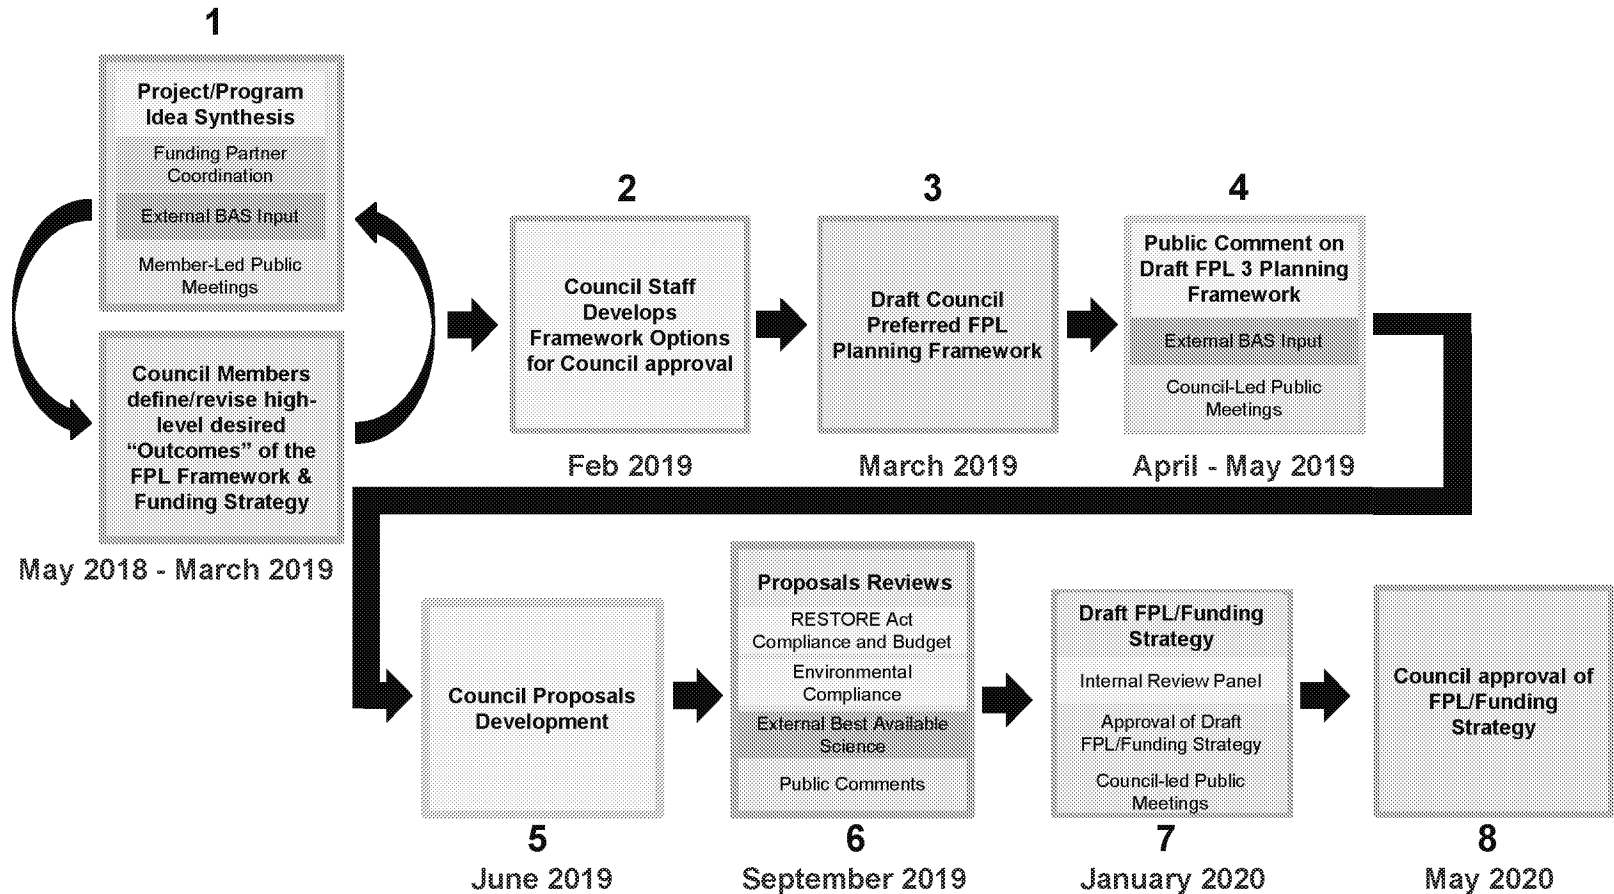 1
Project/Program
Idea Synthesis
Funding Partner
Coordination
External BAS Input
Member-Led Public
Meetings
Council Members
define/revise high-
level desired
“Outcomes” of the
FPL Framework &
Funding Strategy
May 2018 - March 2019
2
Council Staff
Develops
Framework Options
for Council approval
Feb 2019
3
Draft Council
Preferred FPL
Planning Framework
March 2019
4
Public Comment on
Draft FPL 3 Planning
Framework
External BAS Input
Council-Led Public
Meetings
April - May 2019
Council Proposals
Development
5
June 2019
Proposals Reviews
RESTORE Act
Compliance and Budget
Environmental
Compliance
External Best Available
Science
Public Comments
6
September 2019
Draft FPL/Funding
Strategy
Internal Review Panel
Approval of Draft
FPL/Funding Strategy
Council-led Public
Meetings
7
January 2020
Council approval of
FPL/Funding
Strategy
8
May 2020